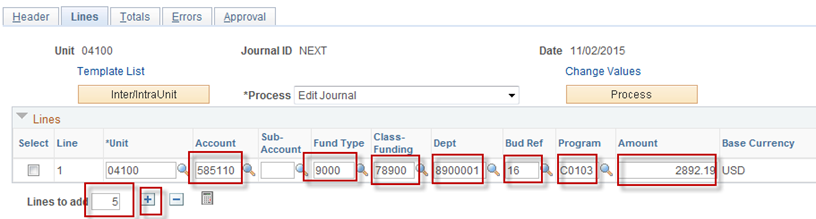 Header Lines Totals Errors Approval
Unit 04100 Journal ID NEXT Date 11/02/2015
Template List Change Values
Inter/IntraUnit *Process Edit Journal Process
Lines
Select Line *Unit Account Sub-Account Fund Type Class-Funding Dept Bud Ref Program Amount Base Currency
1 04100 585110 9000 78900 8900001 16 C0103 2892.19 USD
Lines to add 5